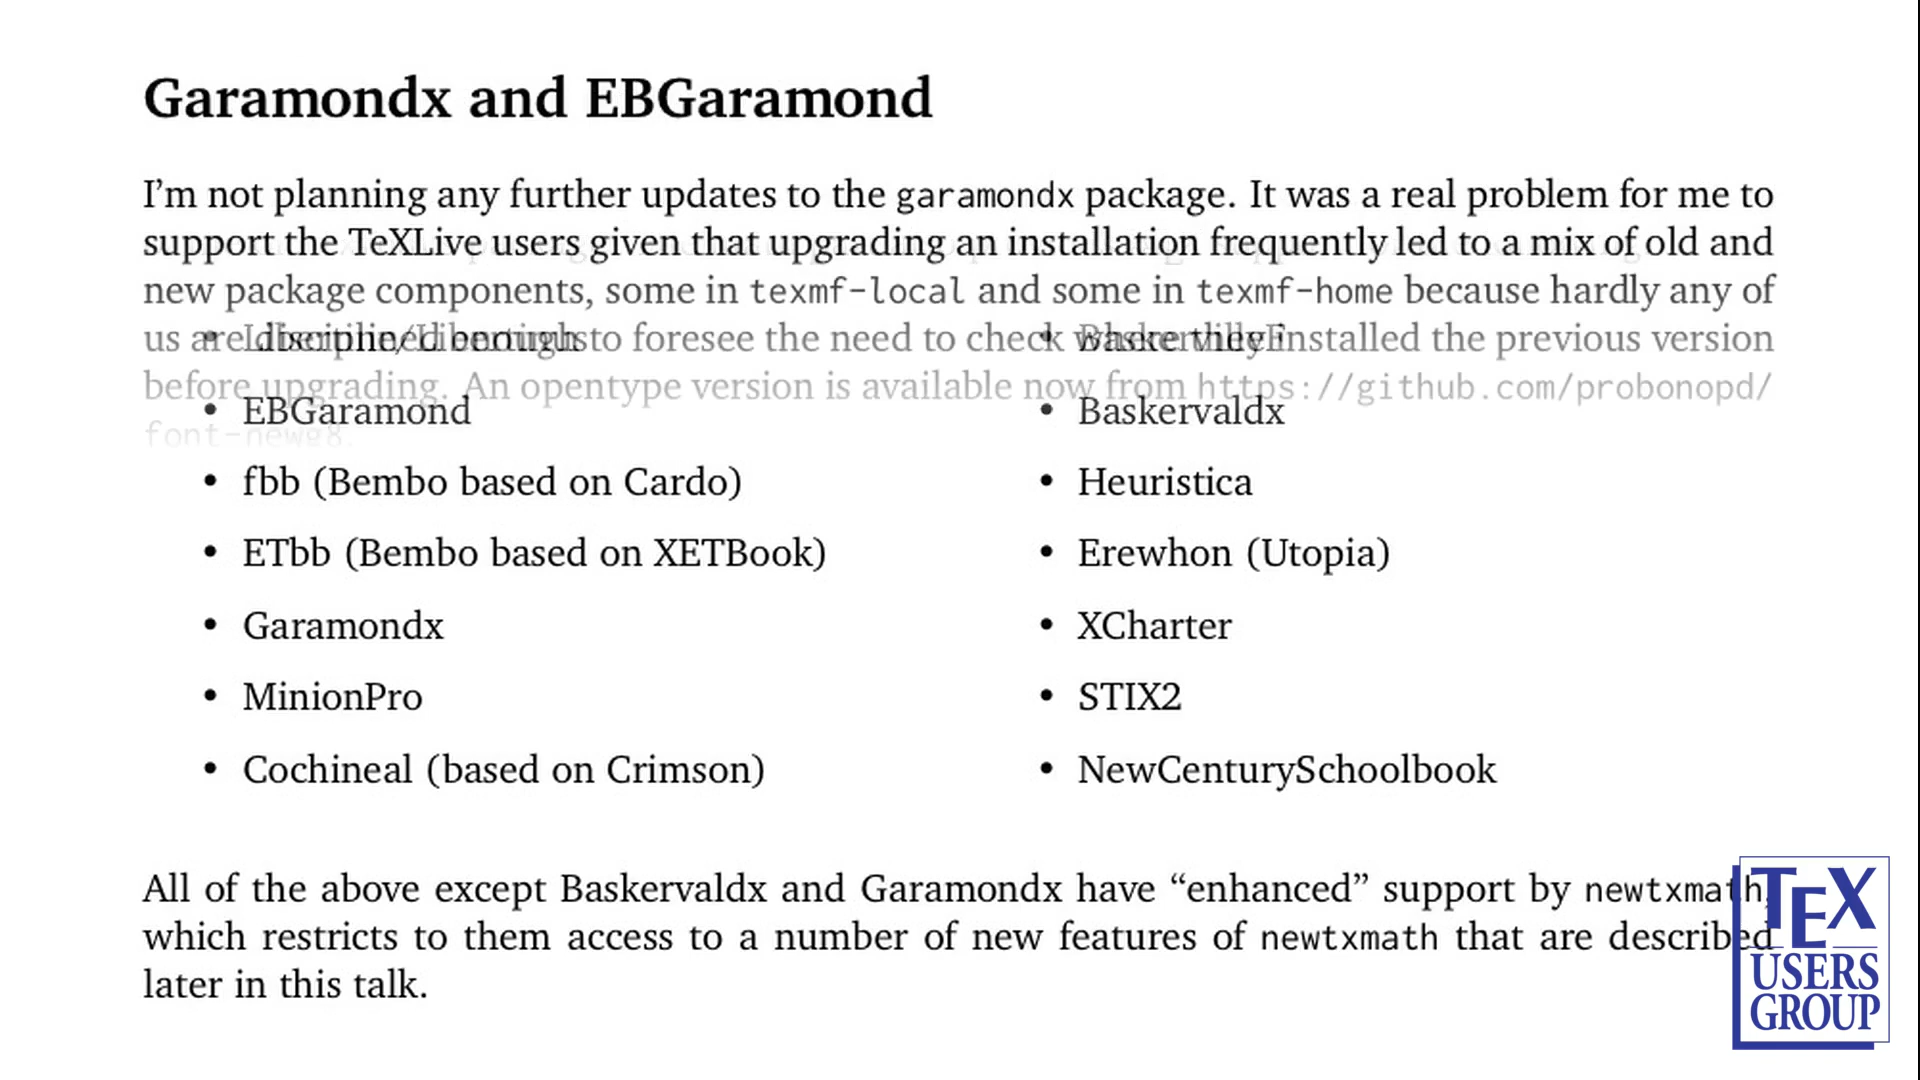 Garamondx and EBGaramond
I’m not planning any further updates to the garamondx package. It was a real problem for me to
support the TeXLive users given that upgrading an installation frequently led to a mix of old and
new package components, some in texmf-local and some in texmf-home because hardly any of
us are to foresee the need to check installed the previous version
before upgrading. An opentype version is available now from https://github.com/probonopd/
font-newg8.
• EBGaramond
• fbb (Bembo based on Cardo)
• ETbb (Bembo based on XETBook)
• Garamondx
• MinionPro
• Cochineal (based on Crimson)
• Baskervaldx
• Heuristica
• Erewhon (Utopia)
• XCharter
• STIX2
• NewCenturySchoolbook
All of the above except Baskervaldx and Garamondx have “enhanced” support by newtxmath,
which restricts to them access to a number of new features of newtxmath that are described
later in this talk.
TEX
USERS
GROUP